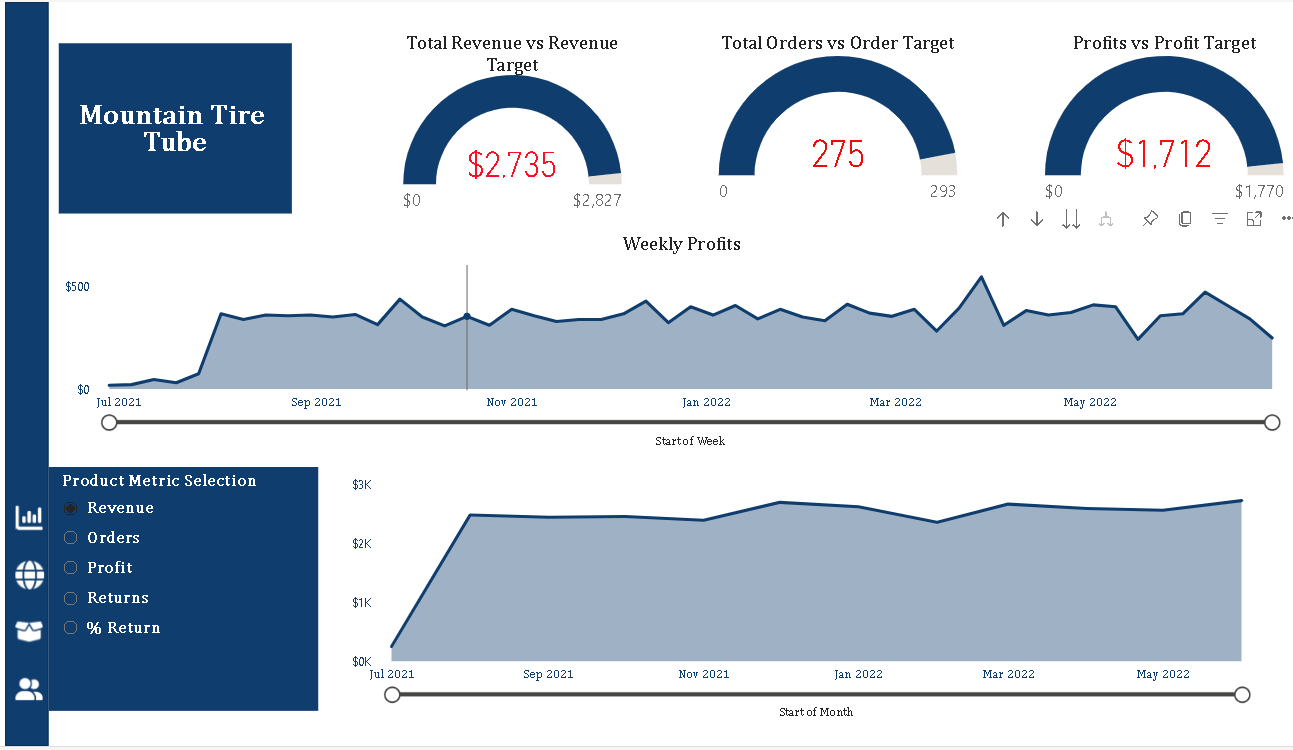 Mountain Tire
Tube
Total Revenue vs Revenue
Target
$2,735
$0
$2,827
Total Orders vs Order Target
275
0
293
Profits vs Profit Target
$1,712
$0
$1,770
Weekly Profits
$500
$0
Jul 2021
Sep 2021
Nov 2021
Jan 2022
Mar 2022
May 2022
Start of Week
Product Metric Selection
Revenue
Orders
Profit
Returns
% Return
$3K
$2K
$1K
$0K
Jul 2021
Sep 2021
Nov 2021
Jan 2022
Mar 2022
May 2022
Start of Month